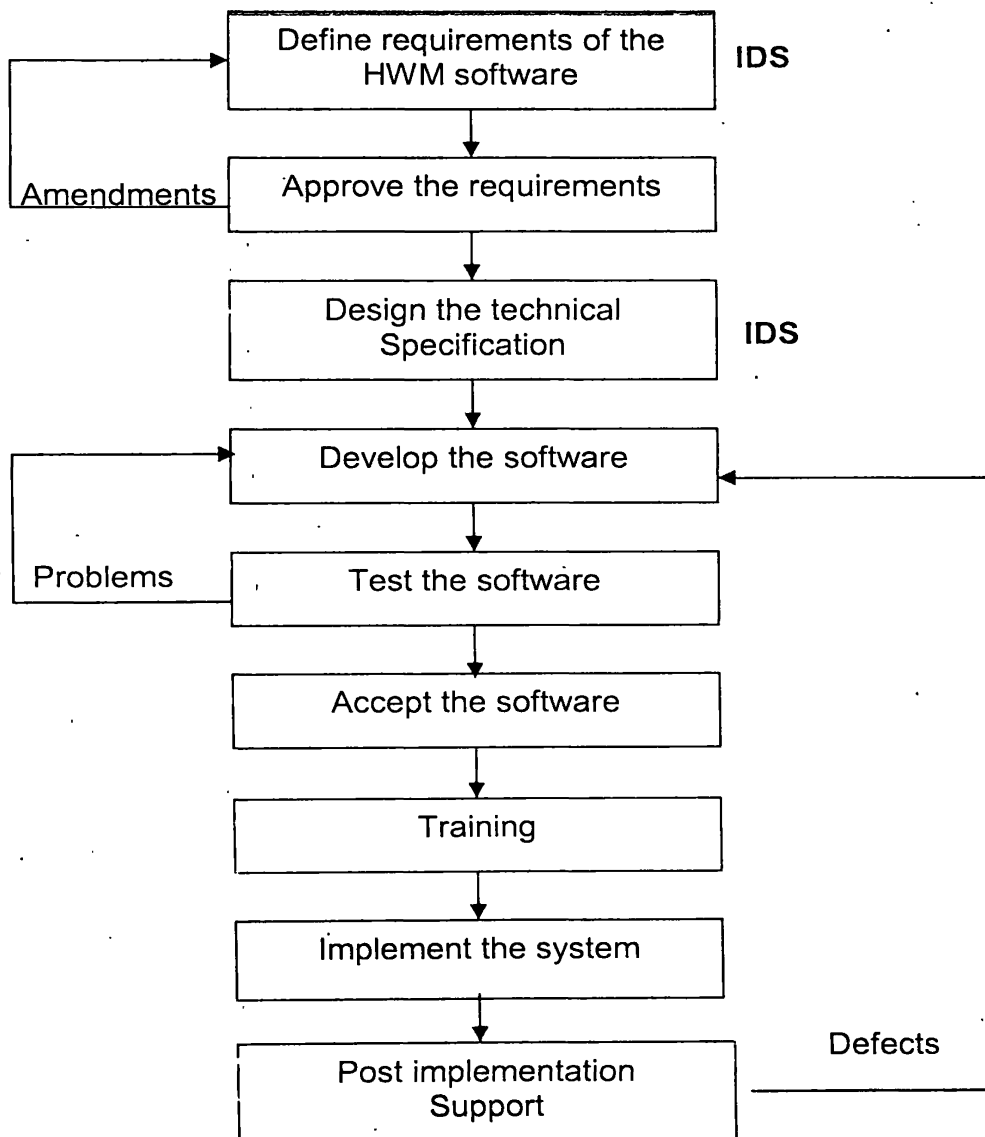 Define requirements of the
HWM software
IDS
Amendments
Approve the requirements
Design the technical
Specification
IDS
Develop the software
Problems
Test the software
Accept the software
Training
Implement the system
Defects
Post implementation
Support